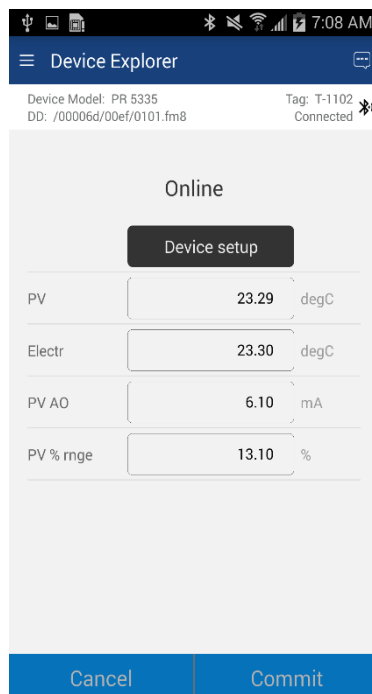 7:08 AM
Device Explorer
Device Model: PR 5335
Tag: T-1102
DD: /00006d/00ef/0101.fm8
Connected
Online
Device setup
PV 23.29 degC
Electr 23.30 degC
PV AO 6.10 mA
PV % rnge 13.10 %
Cancel Commit